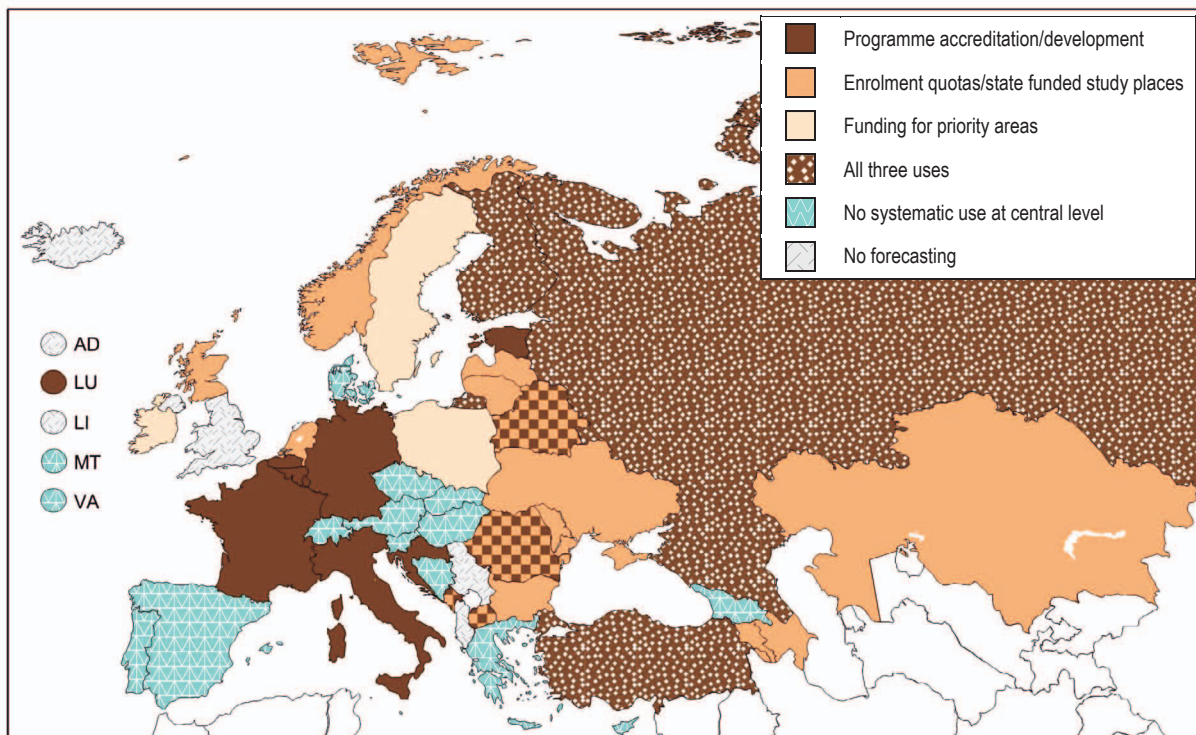 Programme accreditation/development
Enrolment quotas/state funded study places
Funding for priority areas
All three uses
No systematic use at central level
No forecasting
AD
LU
LI
MT
VA